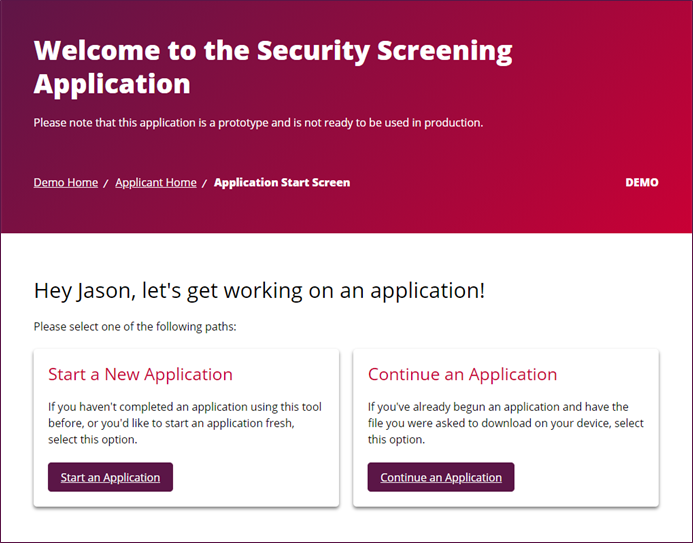 Welcome to the Security Screening
Application
Please note that this application is a prototype and is not ready to be used in production.
Demo Home / Applicant Home / Application Start Screen
DEMO
Hey Jason, let's get working on an application!
Please select one of the following paths:
Start a New Application
If you haven't completed an application using this tool
before, or you'd like to start an application fresh,
select this option.
Start an Application
Continue an Application
If you've already begun an application and have the
file you were asked to download on your device, select
this option.
Continue an Application